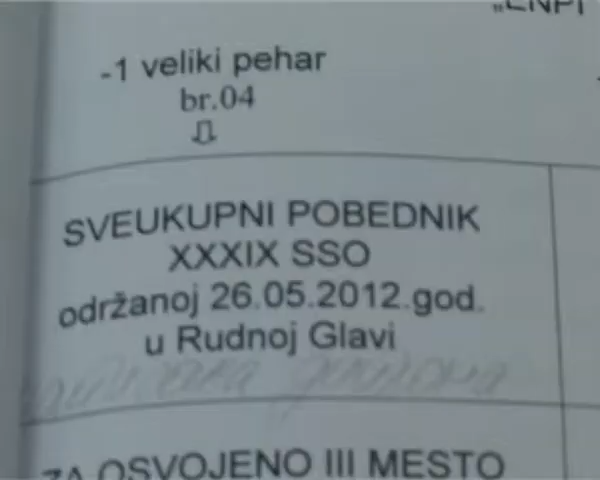 „LNPI
-1 veliki pehar
br.04
SVEUKUPNI POBEDNIK
XXXIX SSO
održanoj 26.05.2012.god.
u Rudnoj Glavi
ZA OSVOJENO III MESTO